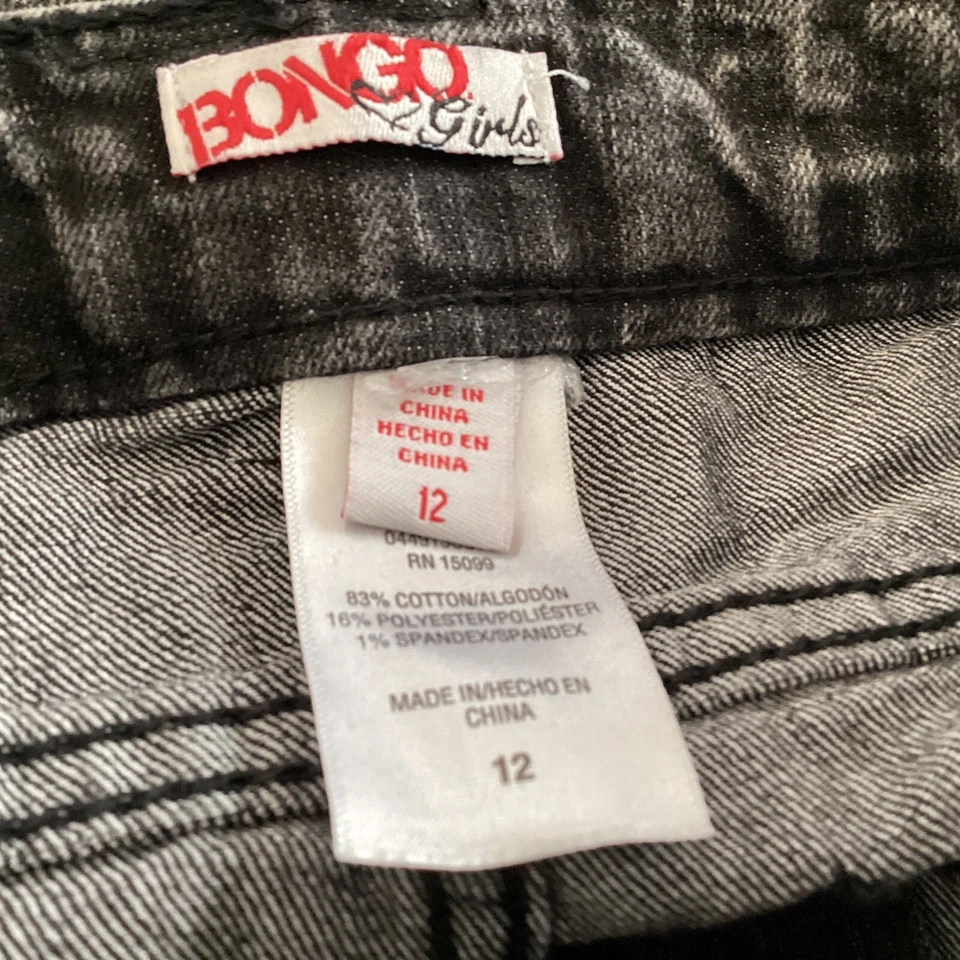 BONGO
Girls
MADE IN
CHINA
HECHO EN
CHINA
12
RN 15099
83% COTTON/ALGODÓN
16% POLYESTER/POLIÉSTER
1% SPANDEX/SPANDEX
MADE IN/HECHO EN
CHINA
12